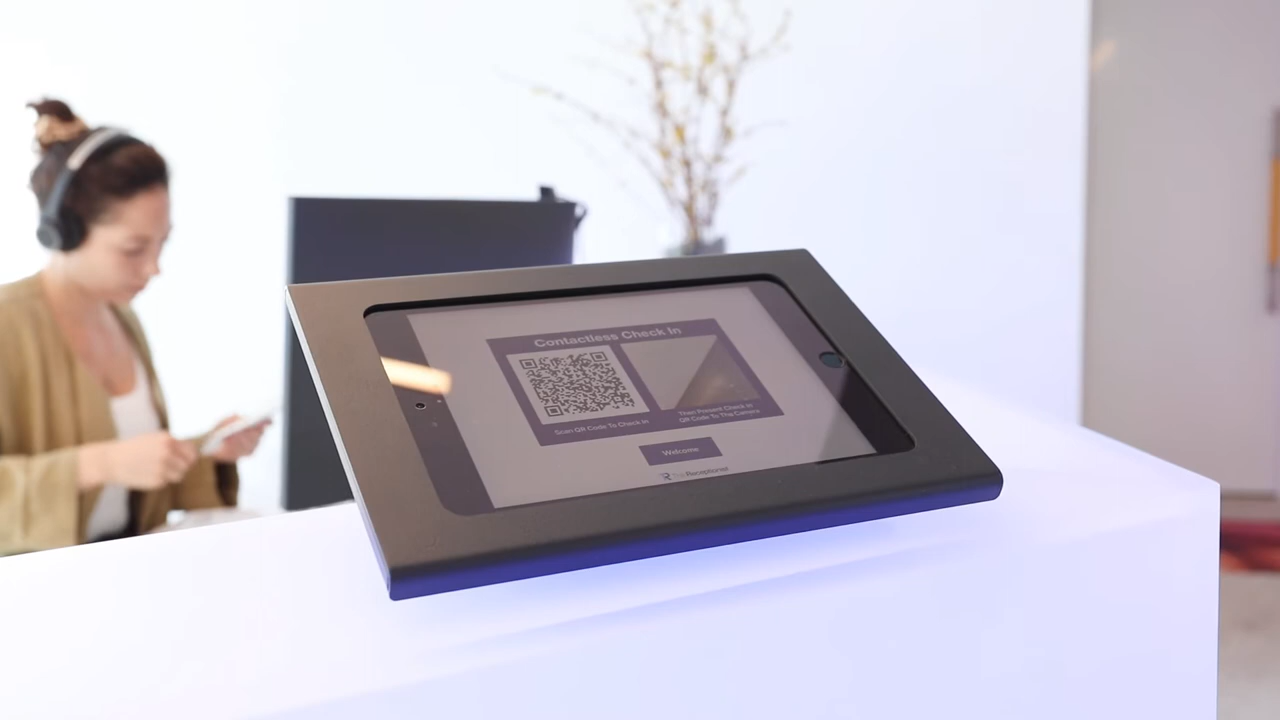 Contactless Check In
Scan QR Code To Check In
Then Present Check In
QR Code To The Camera
Welcome
The Receptionist